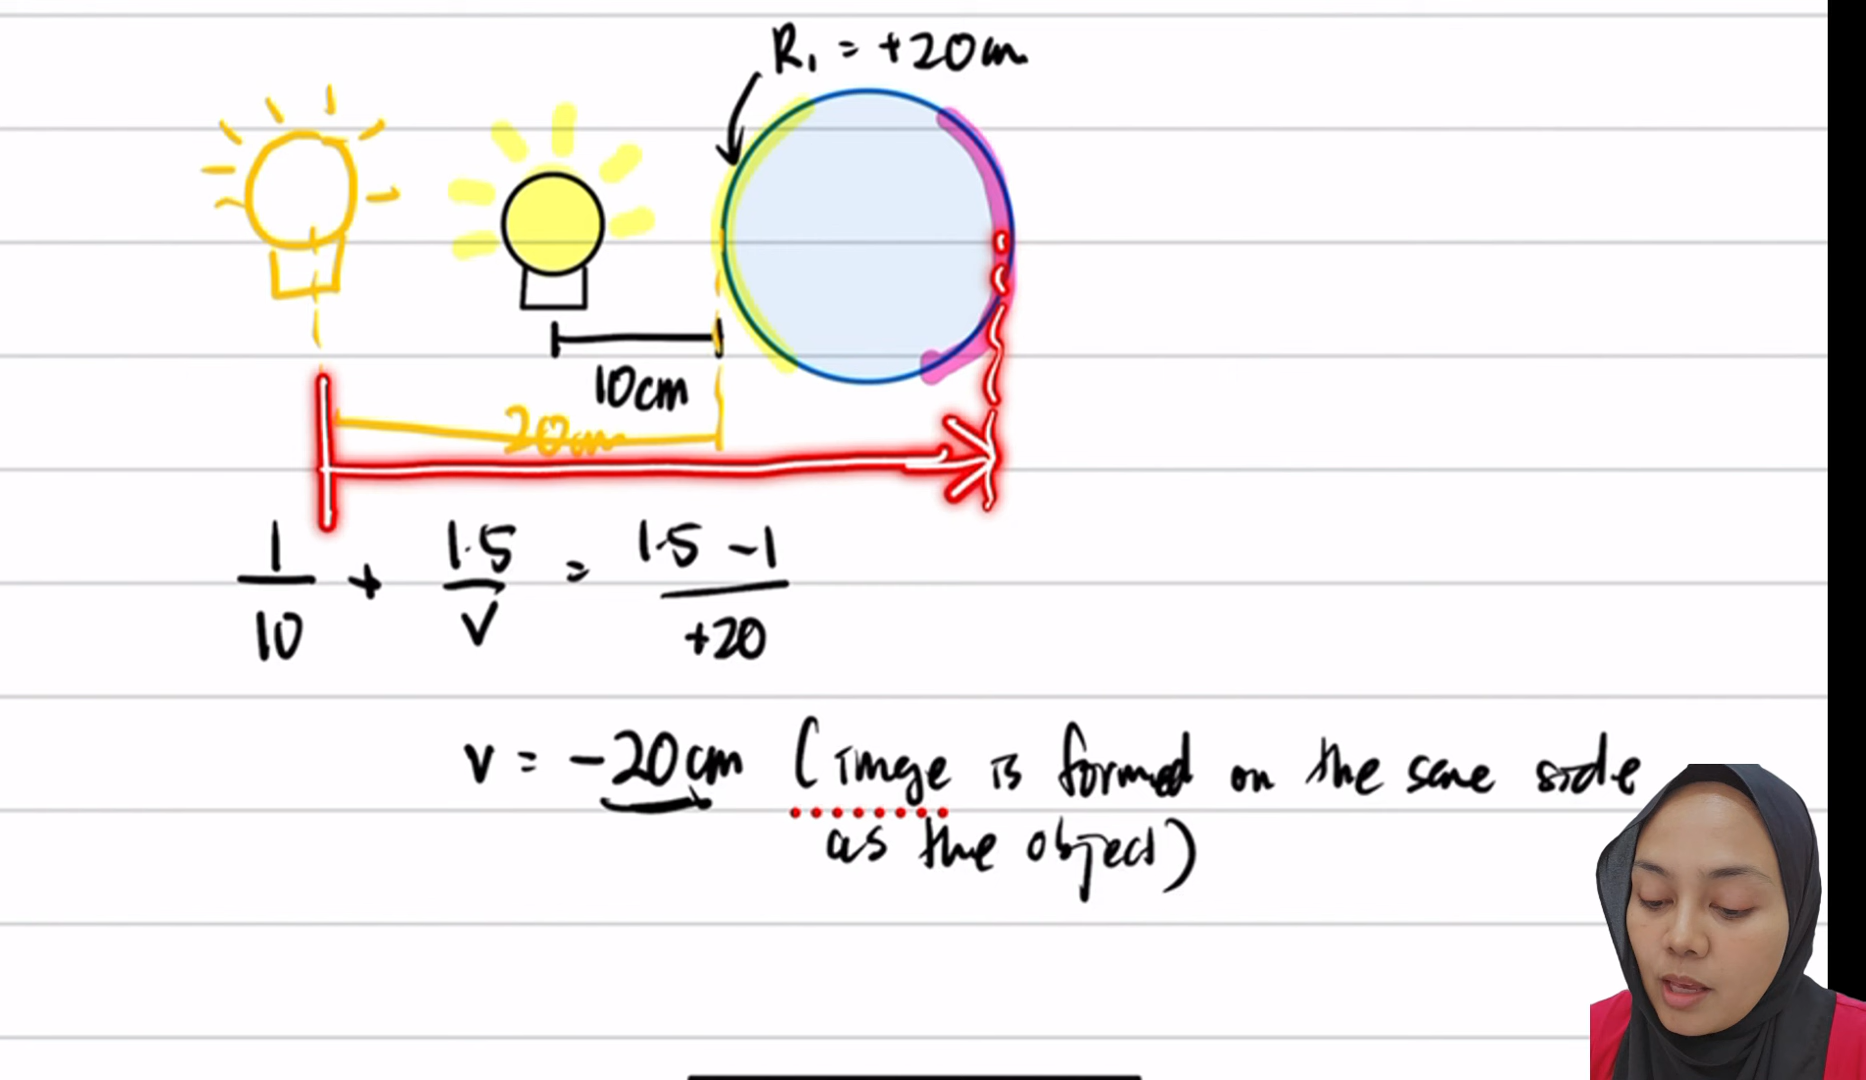 R₁ = +20cm
10cm
20cm
1/10 + 1.5/v = 1.5 - 1/+20
v = -20cm (imge is formed on the same side
as the object)